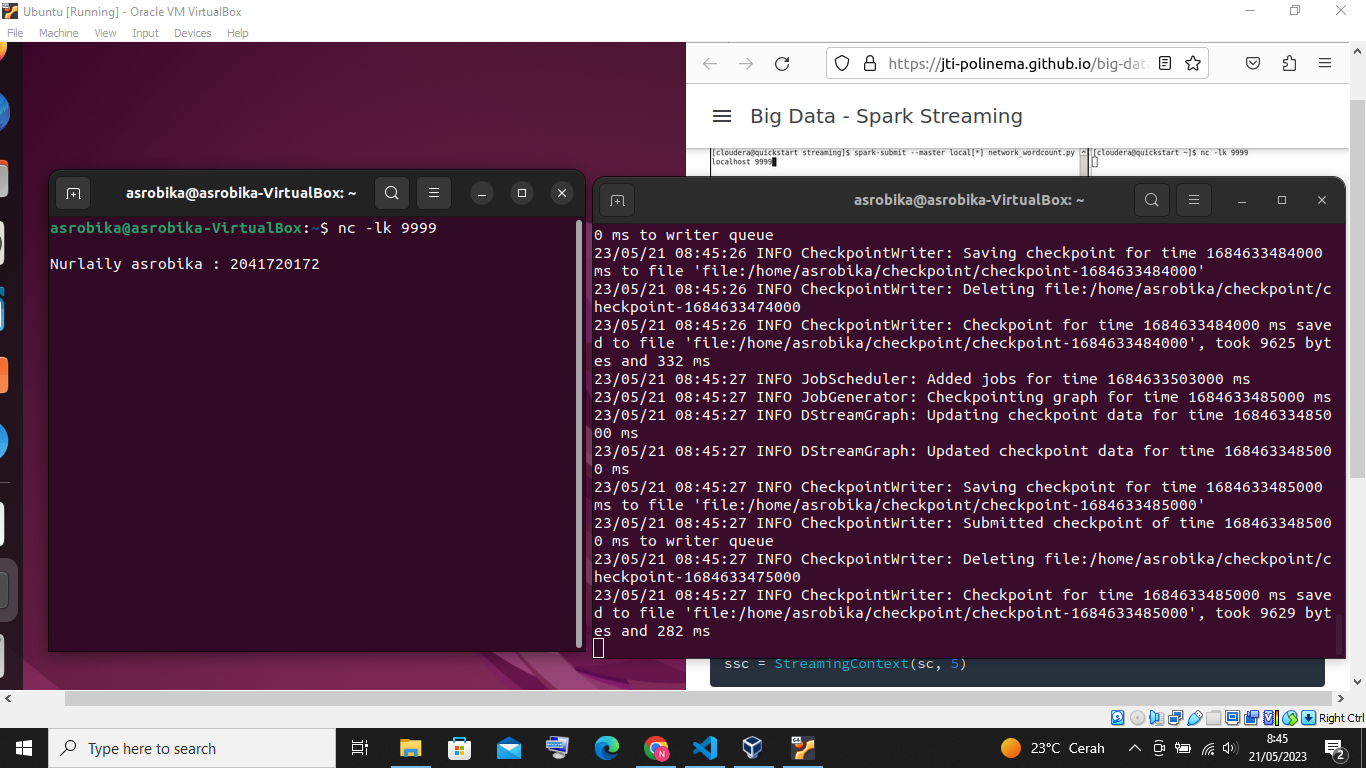 Ubuntu [Running] - Oracle VM VirtualBox
File Machine View Input Devices Help
https://jti-polinema.github.io/big-dat
Big Data - Spark Streaming
[cloudera@quickstart streaming]$ spark-submit --master local[*] network_wordcount.py
localhost 9999
[cloudera@quickstart ~]$ nc -lk 9999
asrobika@asrobika-VirtualBox: ~
asrobika@asrobika-VirtualBox:~$ nc -lk 9999
Nurlaily asrobika : 2041720172
asrobika@asrobika-VirtualBox: ~
0 ms to writer queue
23/05/21 08:45:26 INFO CheckpointWriter: Saving checkpoint for time 1684633484000
ms to file 'file:/home/asrobika/checkpoint/checkpoint-1684633484000'
23/05/21 08:45:26 INFO CheckpointWriter: Deleting file:/home/asrobika/checkpoint/c
heckpoint-1684633474000
23/05/21 08:45:26 INFO CheckpointWriter: Checkpoint for time 1684633484000 ms save
d to file 'file:/home/asrobika/checkpoint/checkpoint-1684633484000', took 9625 byt
es and 332 ms
23/05/21 08:45:27 INFO JobScheduler: Added jobs for time 1684633503000 ms
23/05/21 08:45:27 INFO JobGenerator: Checkpointing graph for time 1684633485000 ms
23/05/21 08:45:27 INFO DStreamGraph: Updating checkpoint data for time 16846334850
00 ms
23/05/21 08:45:27 INFO DStreamGraph: Updated checkpoint data for time 168463348500
0 ms
23/05/21 08:45:27 INFO CheckpointWriter: Saving checkpoint for time 1684633485000
ms to file 'file:/home/asrobika/checkpoint/checkpoint-1684633485000'
23/05/21 08:45:27 INFO CheckpointWriter: Submitted checkpoint of time 168463348500
0 ms to writer queue
23/05/21 08:45:27 INFO CheckpointWriter: Deleting file:/home/asrobika/checkpoint/c
heckpoint-1684633475000
23/05/21 08:45:27 INFO CheckpointWriter: Checkpoint for time 1684633485000 ms save
d to file 'file:/home/asrobika/checkpoint/checkpoint-1684633485000', took 9629 byt
es and 282 ms
ssc = StreamingContext(sc, 5)
Right Ctrl
Type here to search
N
23°C Cerah
8:45
21/05/2023
2